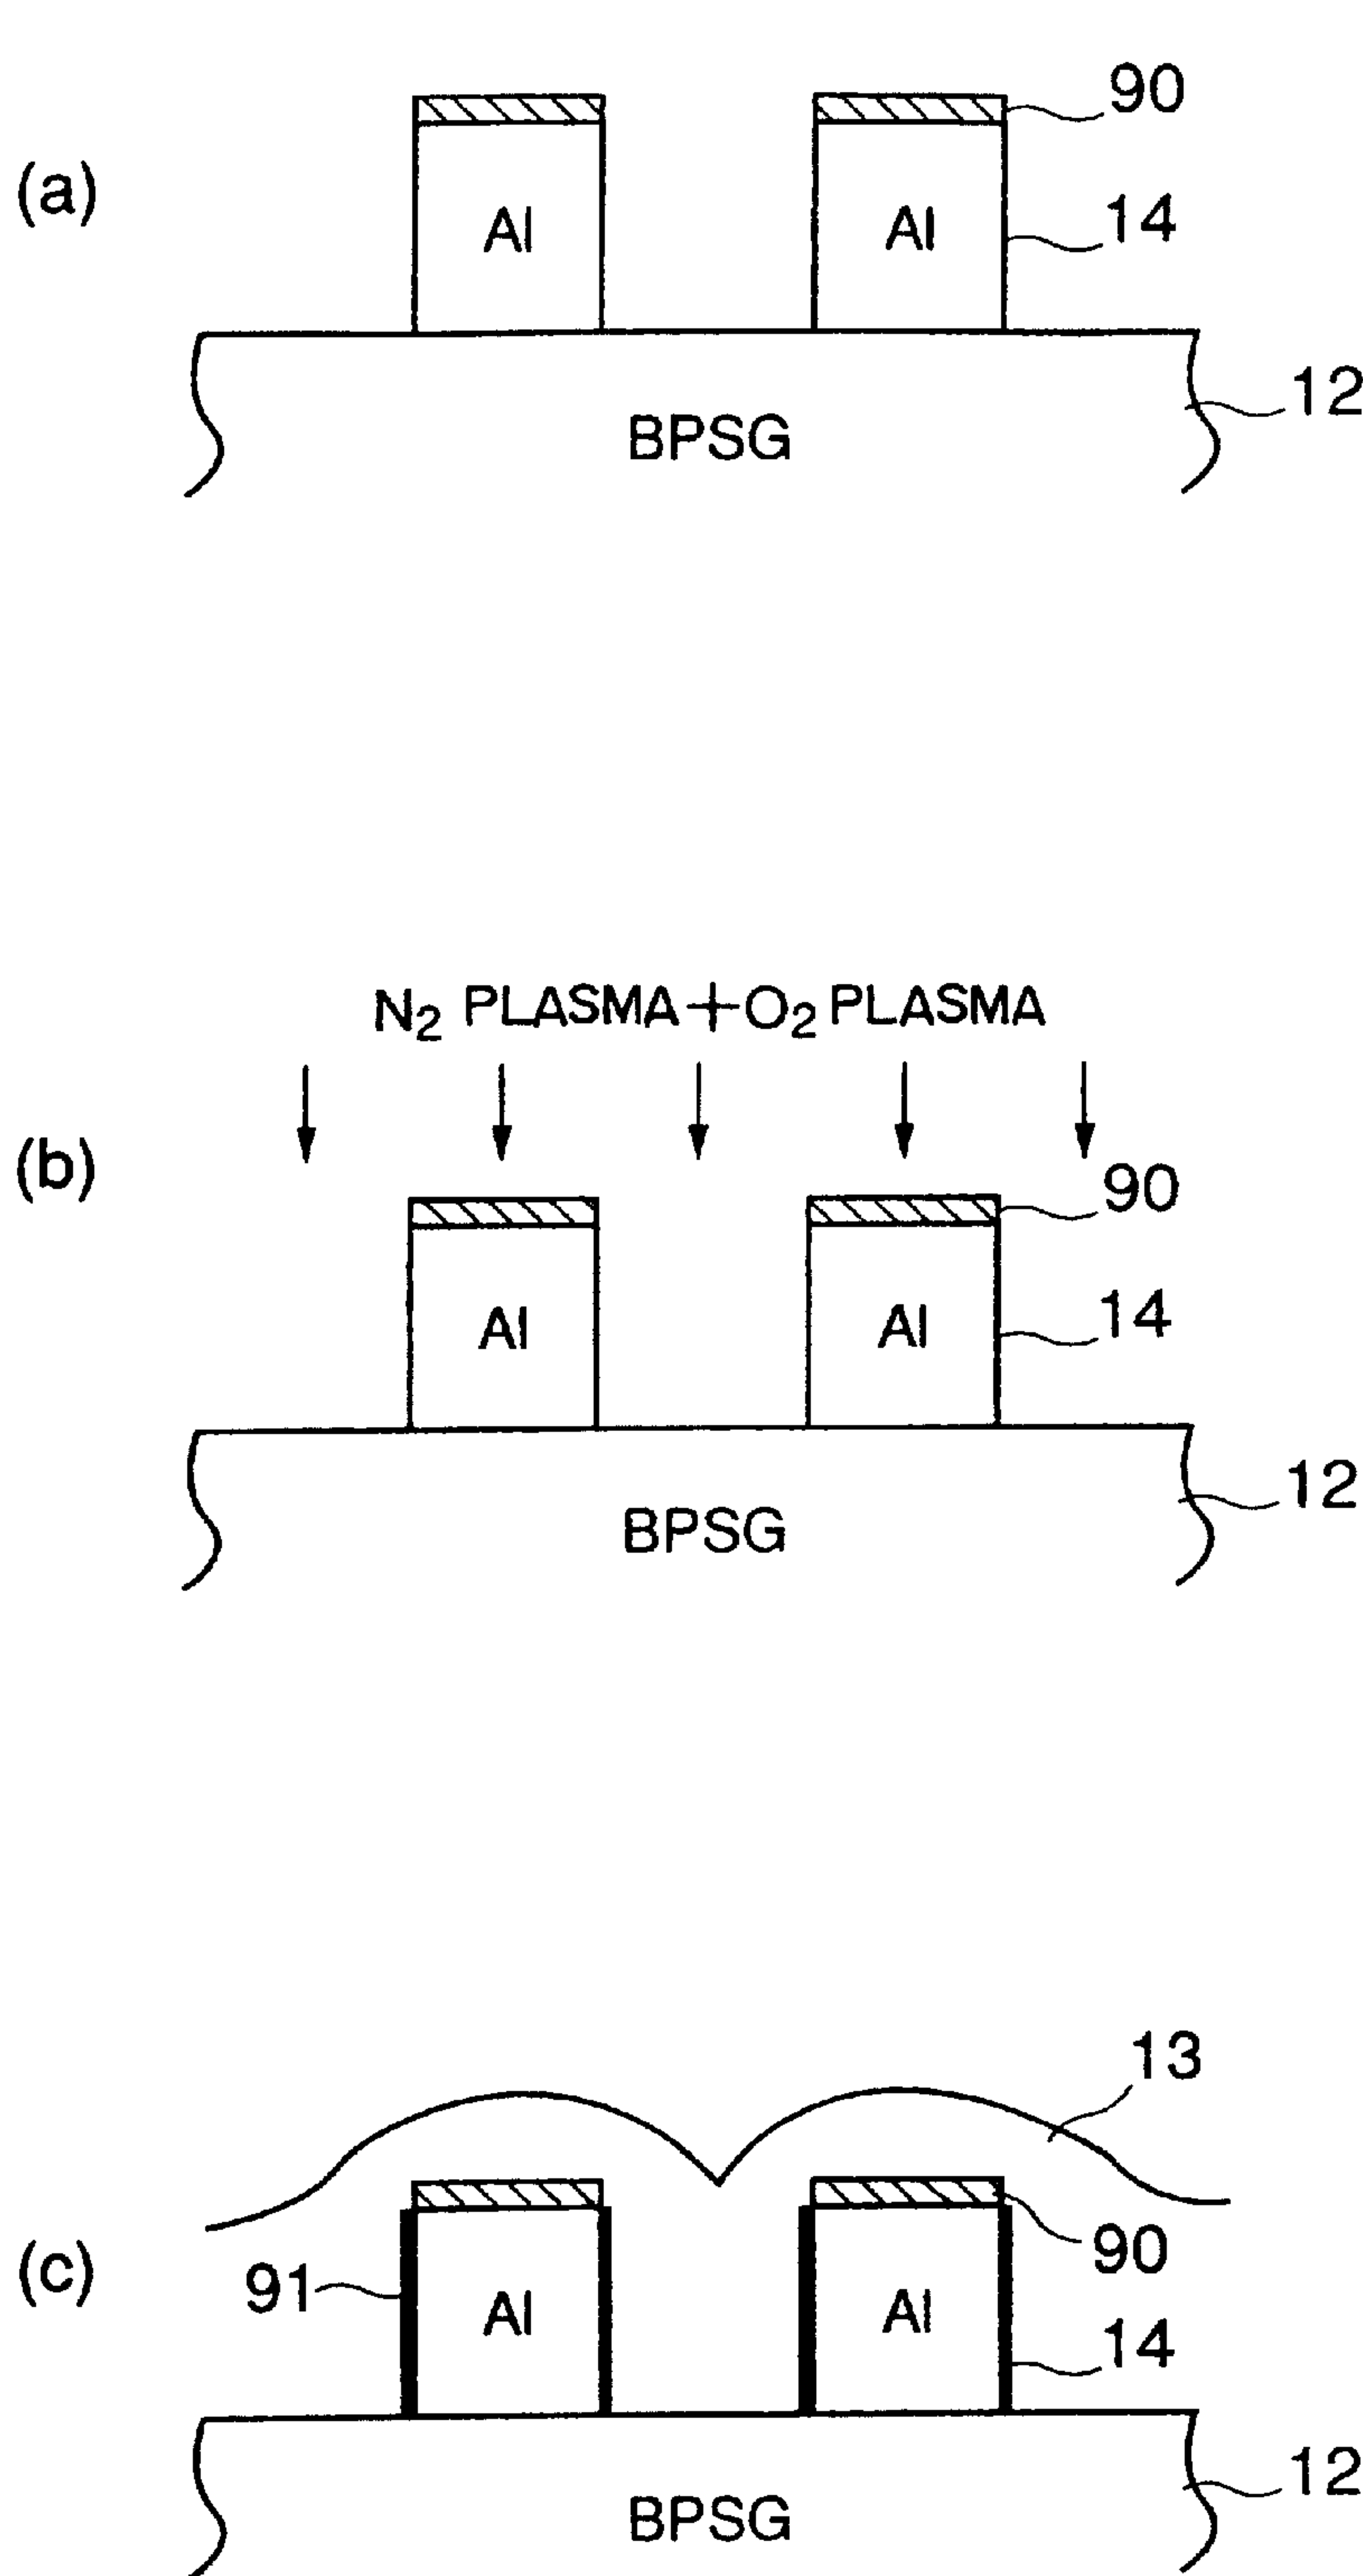 90
(a)
Al Al 14
12
BPSG
N₂ PLASMA+O₂ PLASMA
(b)
90
Al Al 14
12
BPSG
13
(c)
91 90
Al Al 14
12
BPSG